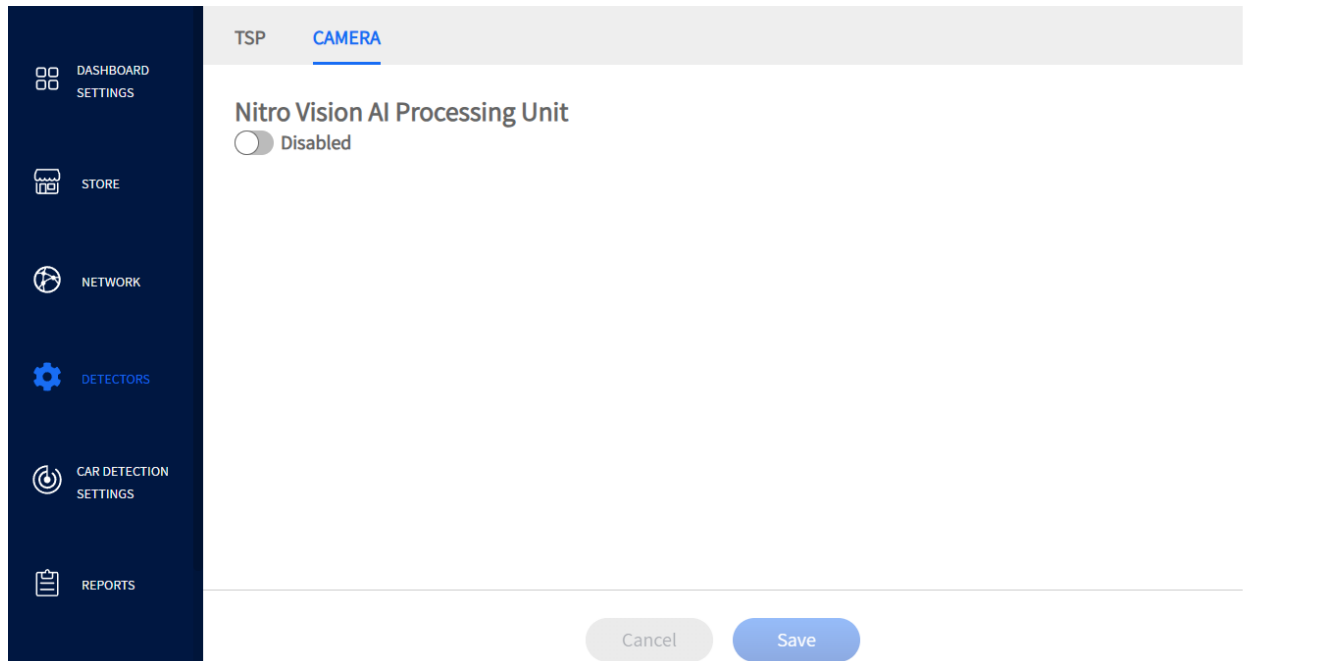 TSP
CAMERA
DASHBOARD
SETTINGS
STORE
NETWORK
DETECTORS
CAR DETECTION
SETTINGS
REPORTS
Nitro Vision AI Processing Unit
Disabled
Cancel
Save